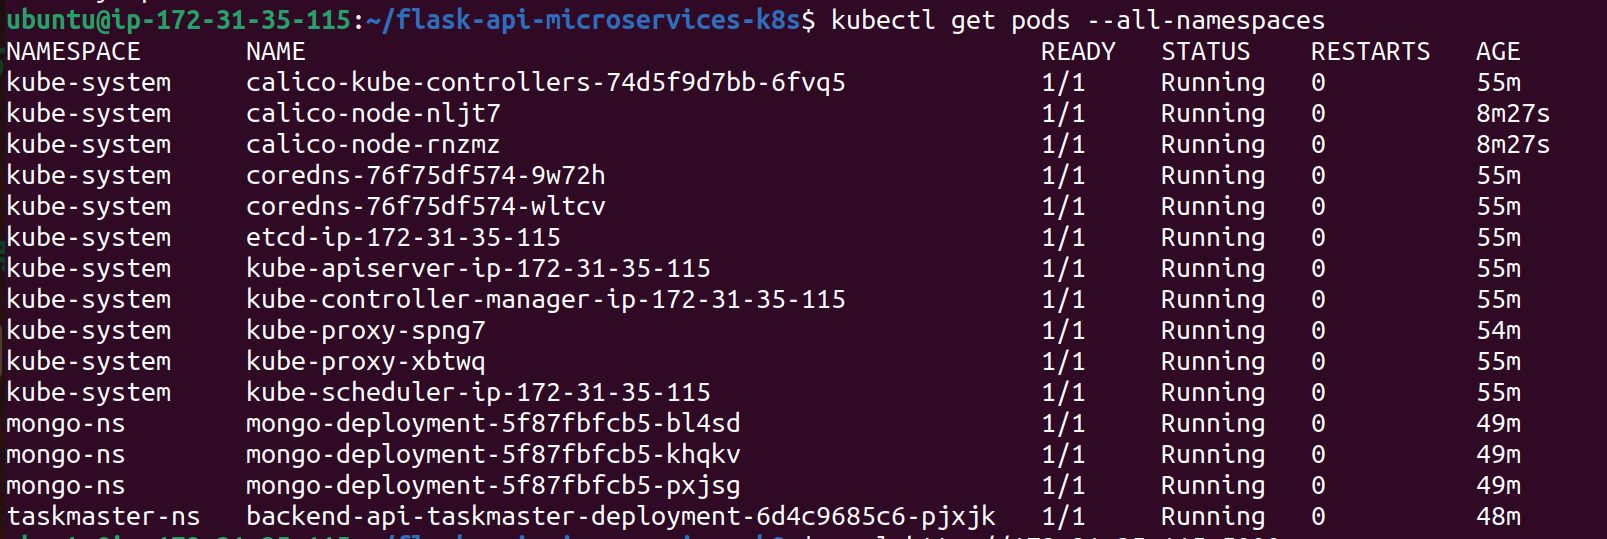 ubuntu@ip-172-31-35-115:~/flask-api-microservices-k8s$ kubectl get pods --all-namespaces
NAMESPACE NAME READY STATUS RESTARTS AGE
kube-system calico-kube-controllers-74d5f9d7bb-6fvq5 1/1 Running 0 55m
kube-system calico-node-nljt7 1/1 Running 0 8m27s
kube-system calico-node-rnzmz 1/1 Running 0 8m27s
kube-system coredns-76f75df574-9w72h 1/1 Running 0 55m
kube-system coredns-76f75df574-wltcv 1/1 Running 0 55m
kube-system etcd-ip-172-31-35-115 1/1 Running 0 55m
kube-system kube-apiserver-ip-172-31-35-115 1/1 Running 0 55m
kube-system kube-controller-manager-ip-172-31-35-115 1/1 Running 0 55m
kube-system kube-proxy-spng7 1/1 Running 0 54m
kube-system kube-proxy-xbtwq 1/1 Running 0 55m
kube-system kube-scheduler-ip-172-31-35-115 1/1 Running 0 55m
mongo-ns mongo-deployment-5f87fbfcb5-bl4sd 1/1 Running 0 49m
mongo-ns mongo-deployment-5f87fbfcb5-khqkv 1/1 Running 0 49m
mongo-ns mongo-deployment-5f87fbfcb5-pxjsg 1/1 Running 0 49m
taskmaster-ns backend-api-taskmaster-deployment-6d4c9685c6-pjxjk 1/1 Running 0 48m